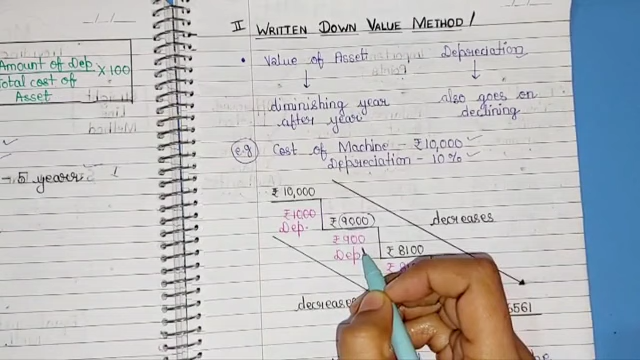 Amount of Dep × 100
Total cost of
Asset
- 5 years
II WRITTEN DOWN VALUE METHOD /
• Value of Asset Depreciation
diminishing year
after year
also goes on
declining
e.g Cost of Machine - ₹10,000
Depreciation - 10%
₹ 10,000
₹1000
Dep.
₹(9000)
₹900
Dep
₹ 8100
decreases
decreases
6561